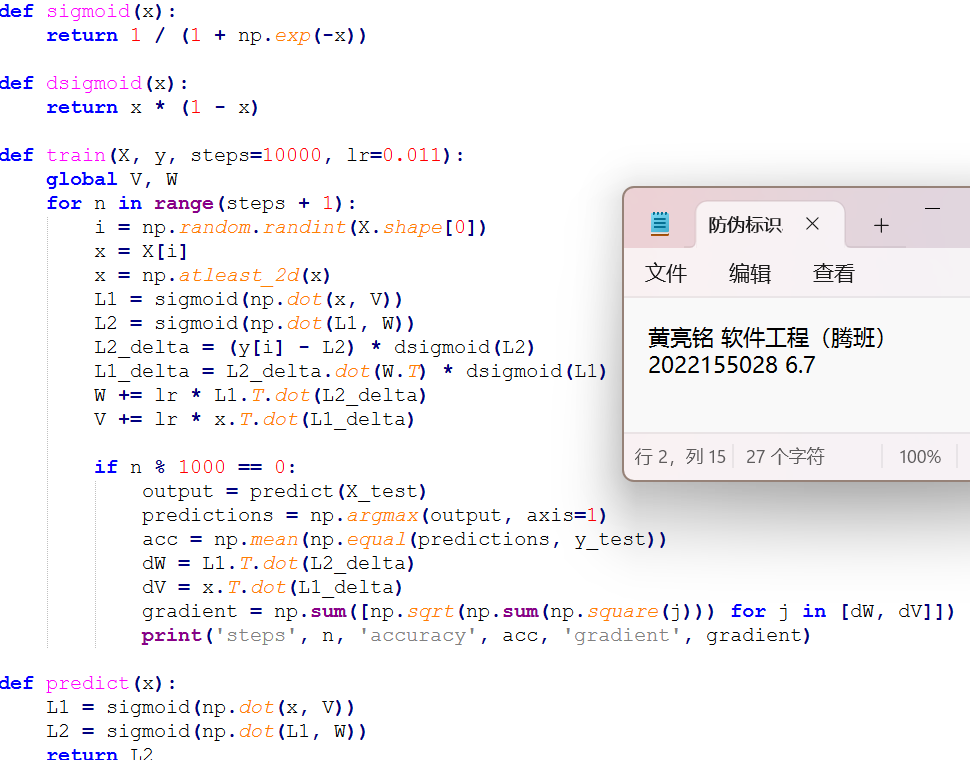 def sigmoid(x):
    return 1 / (1 + np.exp(-x))
def dsigmoid(x):
    return x * (1 - x)
def train(X, y, steps=10000, lr=0.011):
    global V, W
    for n in range(steps + 1):
        i = np.random.randint(X.shape[0])
        x = X[i]
        x = np.atleast_2d(x)
        L1 = sigmoid(np.dot(x, V))
        L2 = sigmoid(np.dot(L1, W))
        L2_delta = (y[i] - L2) * dsigmoid(L2)
        L1_delta = L2_delta.dot(W.T) * dsigmoid(L1)
        W += lr * L1.T.dot(L2_delta)
        V += lr * x.T.dot(L1_delta)
        if n % 1000 == 0:
            output = predict(X_test)
            predictions = np.argmax(output, axis=1)
            acc = np.mean(np.equal(predictions, y_test))
            dW = L1.T.dot(L2_delta)
            dV = x.T.dot(L1_delta)
            gradient = np.sum([np.sqrt(np.sum(np.square(j))) for j in [dW, dV]])
            print('steps', n, 'accuracy', acc, 'gradient', gradient)
def predict(x):
    L1 = sigmoid(np.dot(x, V))
    L2 = sigmoid(np.dot(L1, W))
    return L2
防伪标识
文件 编辑 查看
黄亮铭 软件工程（腾班）
2022155028 6.7
行 2，列 15 27 个字符 100%